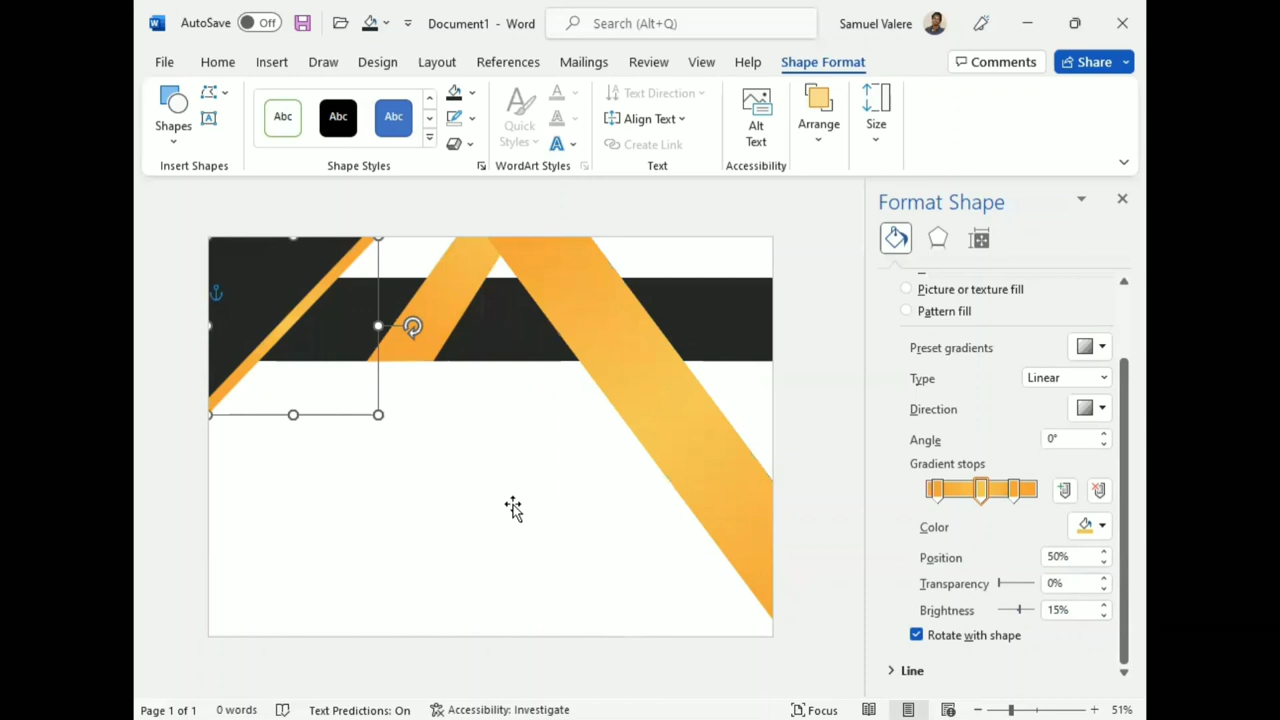 AutoSave Off Document1 - Word Search (Alt+Q) Samuel Valere
File Home Insert Draw Design Layout References Mailings Review View Help Shape Format Comments Share
Shapes
Insert Shapes
Abc Abc Abc
Shape Styles
Quick
Styles
WordArt Styles
Text Direction
Align Text
Create Link
Text
Alt
Text
Accessibility
Arrange
Size
Format Shape
Picture or texture fill
Pattern fill
Preset gradients
Type Linear
Direction
Angle 0°
Gradient stops
Color
Position 50%
Transparency 0%
Brightness 15%
Rotate with shape
Line
Page 1 of 1 0 words Text Predictions: On Accessibility: Investigate Focus 51%